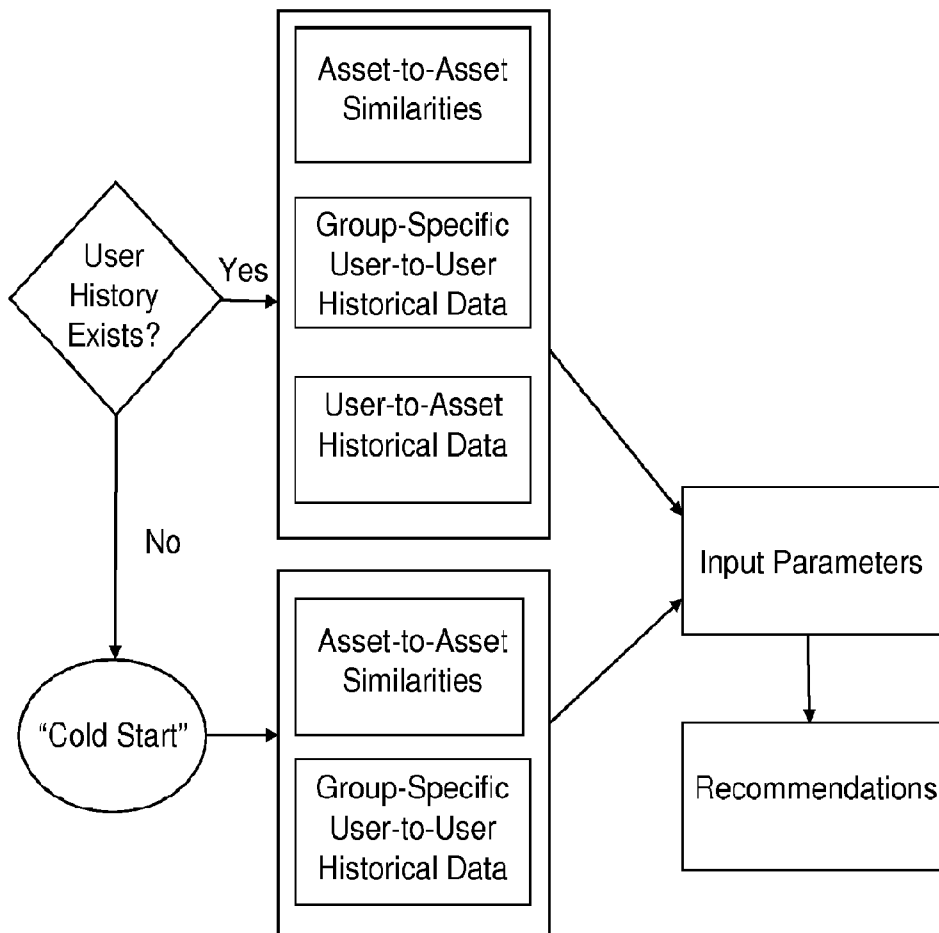 Asset-to-Asset
Similarities
Group-Specific
User-to-User
Historical Data
User-to-Asset
Historical Data
User
History
Exists?
Yes
No
“Cold Start”
Asset-to-Asset
Similarities
Group-Specific
User-to-User
Historical Data
Input Parameters
Recommendations